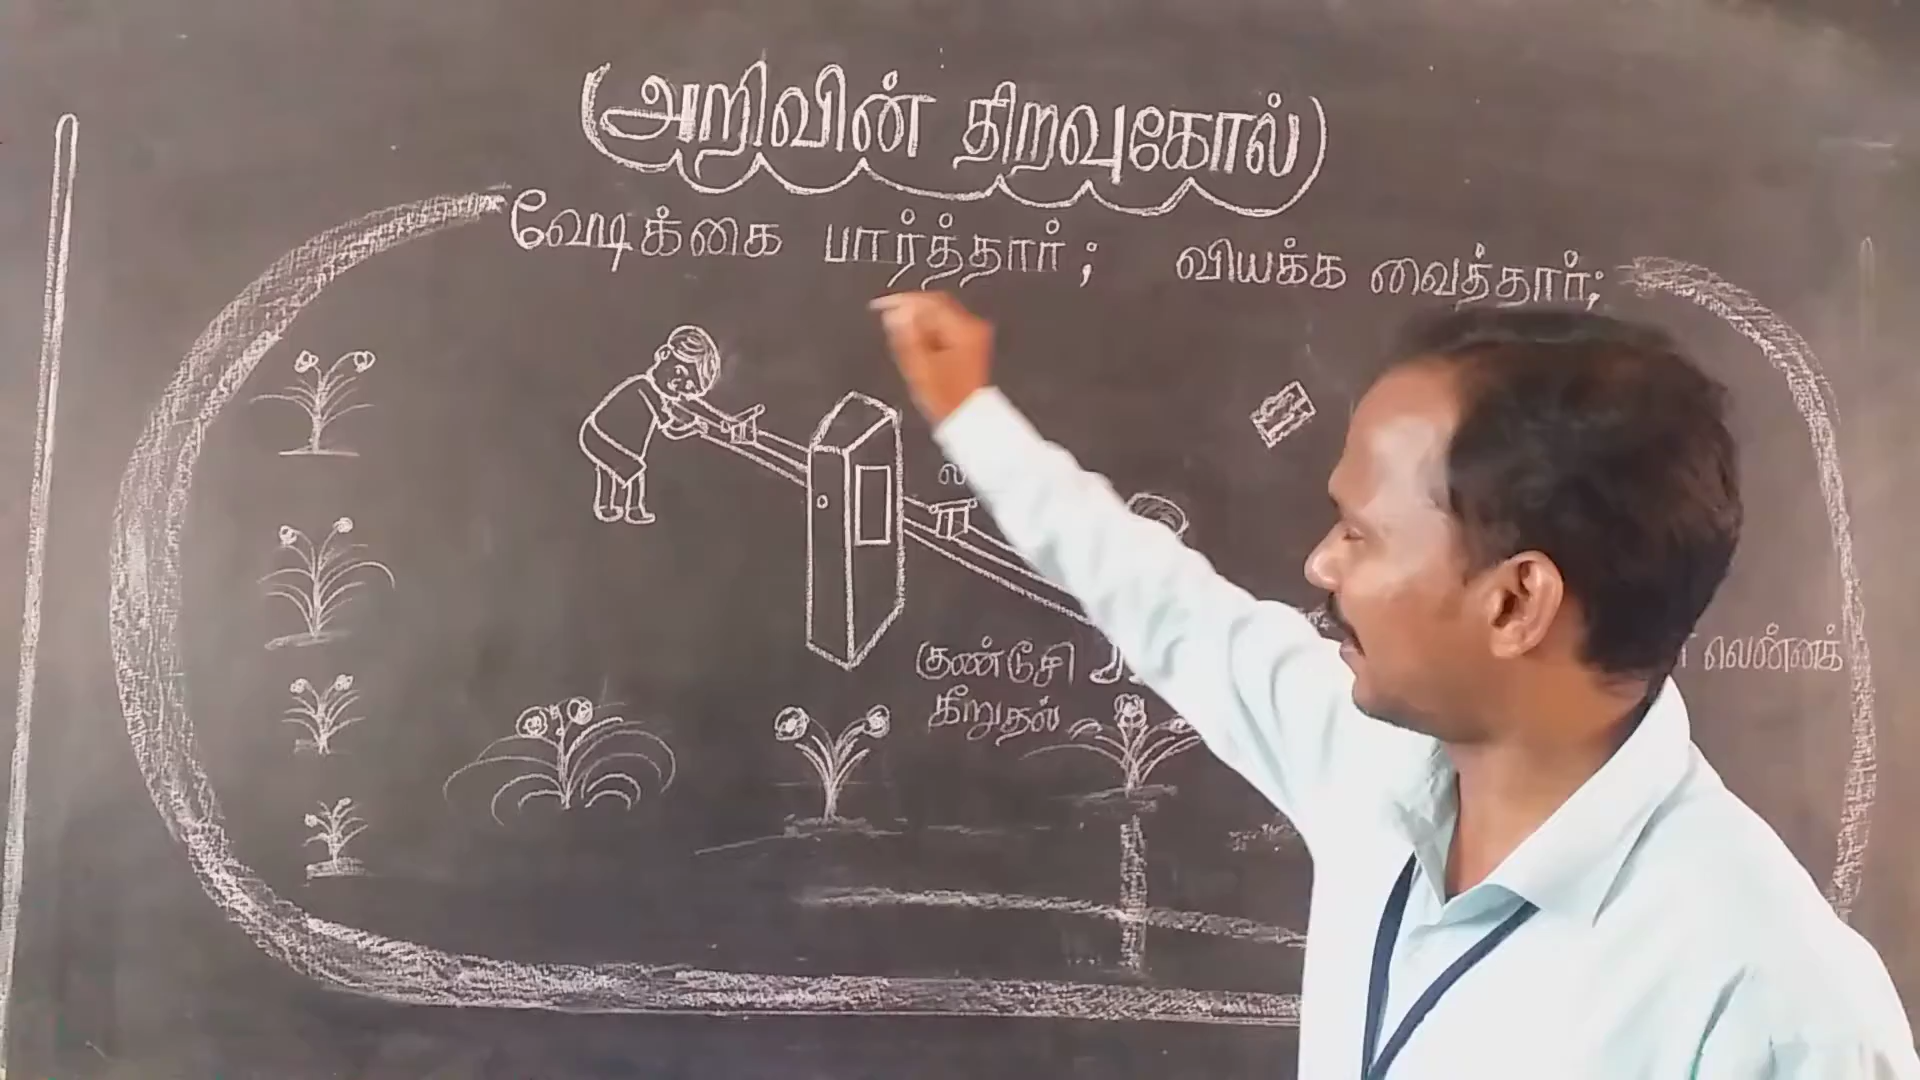 அறிவின் திறவுகோல்
வேடிக்கை பார்த்தார்; வியக்க வைத்தார்;
குண்டூசி
கீறுதல்